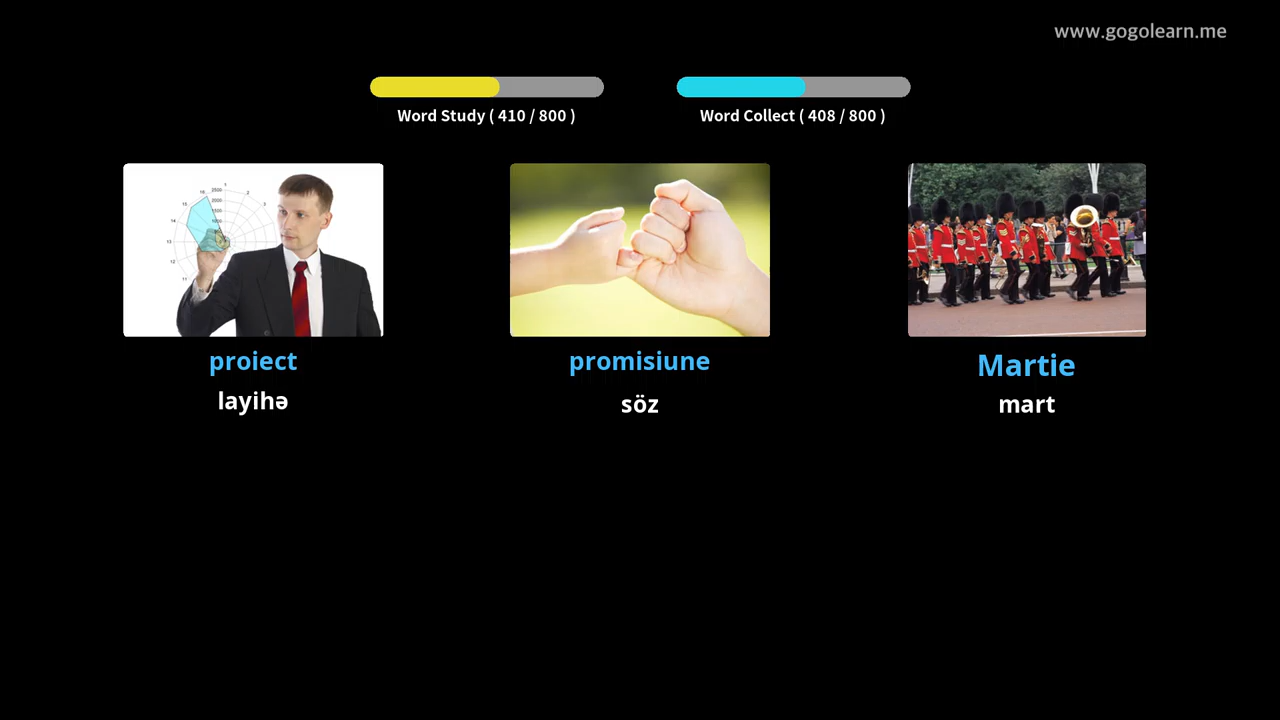 www.gogolearn.me
Word Study ( 410 / 800 )
Word Collect ( 408 / 800 )
proiect
layihə
promisiune
söz
Martie
mart